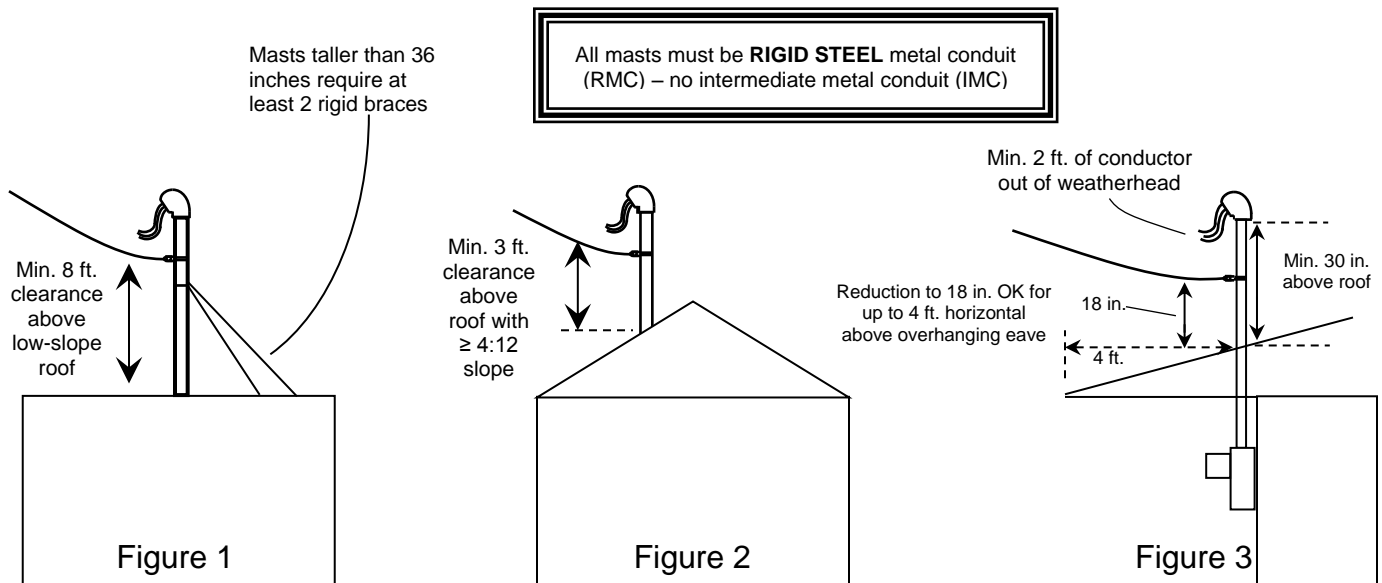 Masts taller than 36
inches require at
least 2 rigid braces
All masts must be RIGID STEEL metal conduit
(RMC) – no intermediate metal conduit (IMC)
Min. 8 ft.
clearance
above
low-slope
roof
Figure 1
Min. 3 ft.
clearance
above
roof with
≥ 4:12
slope
Figure 2
Min. 2 ft. of conductor
out of weatherhead
Reduction to 18 in. OK for
up to 4 ft. horizontal
above overhanging eave
18 in.
Min. 30 in.
above roof
4 ft.
Figure 3